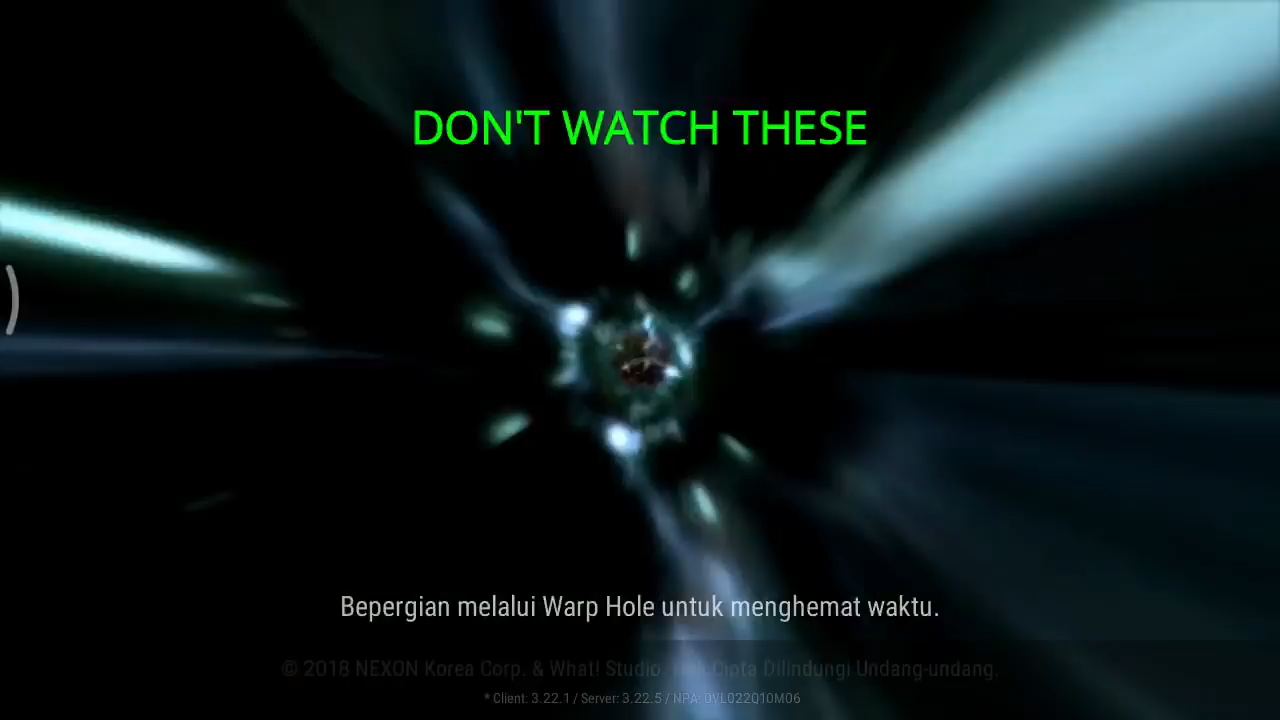 DON'T WATCH THESE
Bepergian melalui Warp Hole untuk menghemat waktu.
© 2018 NEXON Korea Corp. & What! Studio. Hak Cipta Dilindungi Undang-undang.
* Client: 3.22.1 / Server: 3.22.5 / NPA: 0VL022Q10M06